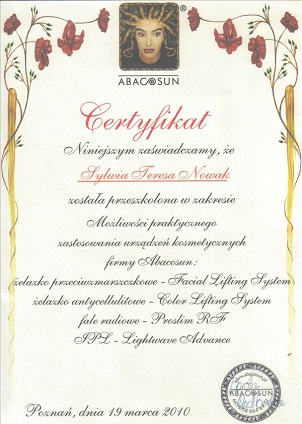 ®
ABACOSUN
Certyfikat
Niniejszym zaświadczamy, że
Sylwia Teresa Nowak
została przeszkolona w zakresie
Możliwości praktycznego
zastosowania urządzeń kosmetycznych
firmy Abacosun:
żelazko przeciwzmarszczkowe - Facial Lifting System
żelazko antycellulitowe - Color Lifting System
fale radiowe - Proslim RF
IPL - Lightwave Advance
ABACOSUN
Poznań, dnia 19 marca 2010